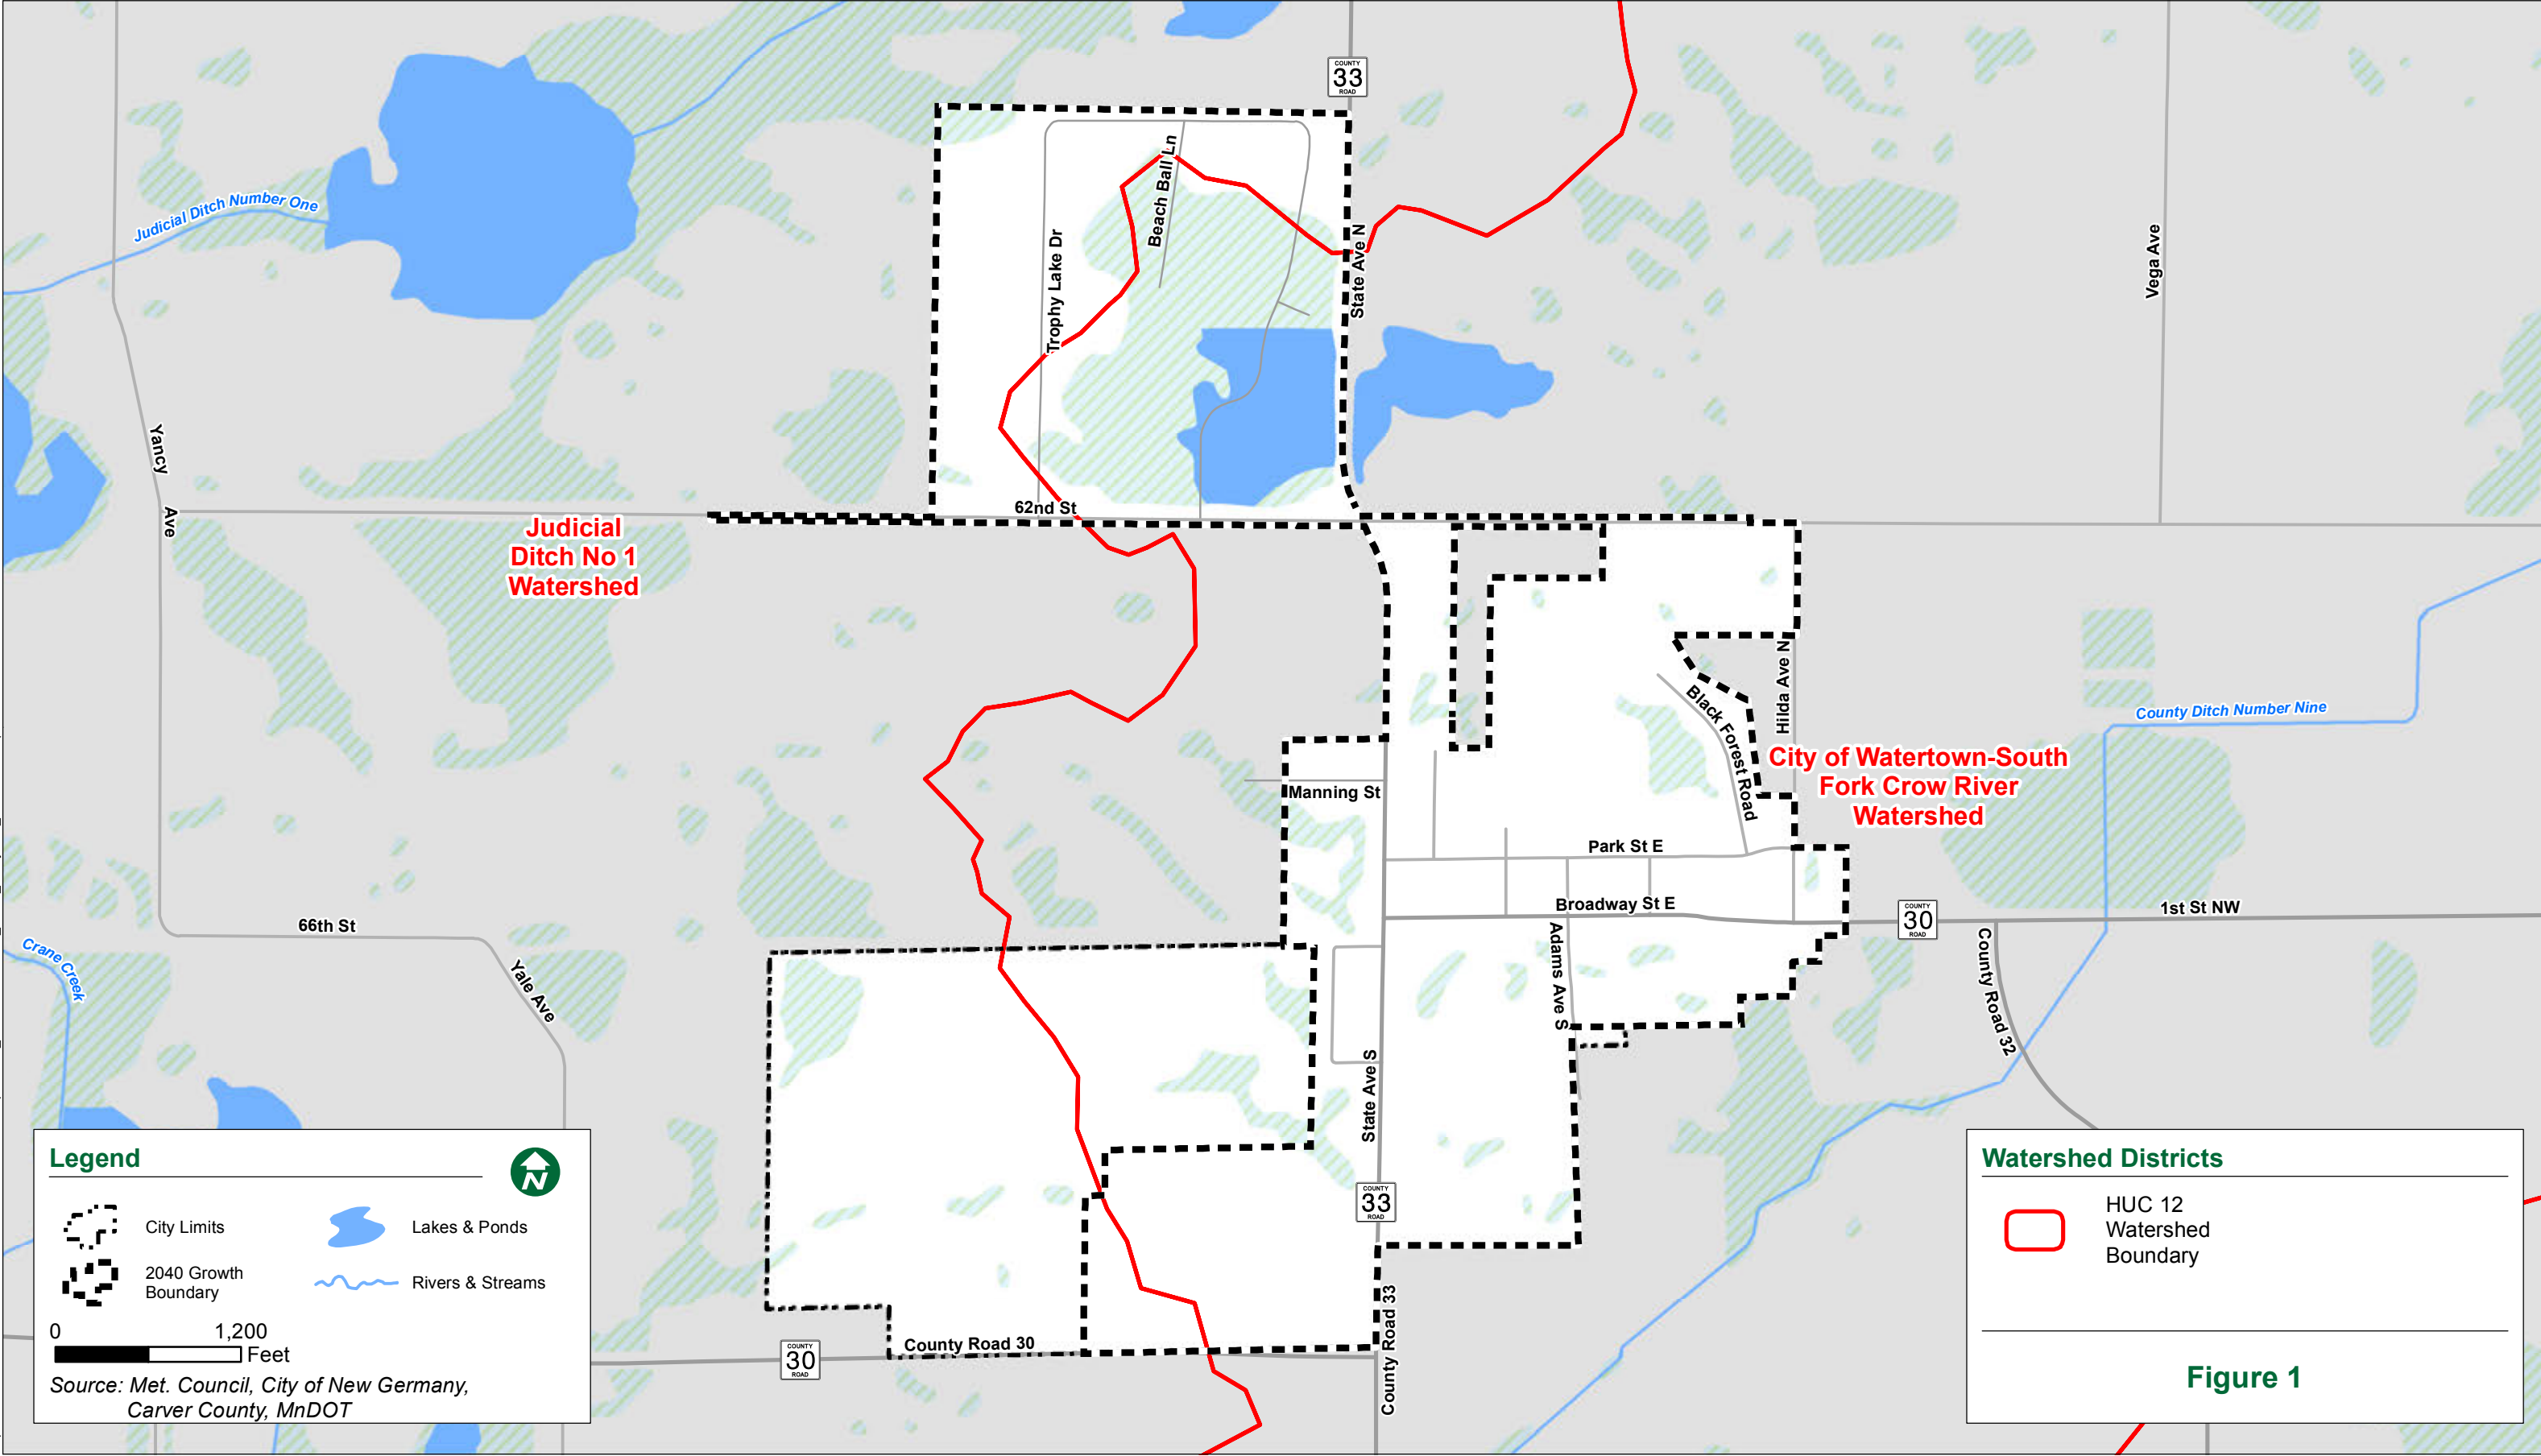 COUNTY
33
ROAD
Judicial Ditch Number One
Beach Ball Ln
Trophy Lake Dr
State Ave N
Vega Ave
Yancy
Ave
62nd St
Judicial
Ditch No 1
Watershed
Hilda Ave N
Black Forest Road
County Ditch Number Nine
City of Watertown-South
Fork Crow River
Watershed
Manning St
Park St E
Broadway St E
COUNTY
30
ROAD
1st St NW
66th St
Crane Creek
Yale Ave
Adams Ave S
County Road 32
State Ave S
COUNTY
33
ROAD
County Road 33
County Road 30
COUNTY
30
ROAD
Legend
N
City Limits
Lakes & Ponds
2040 Growth
Boundary
Rivers & Streams
0
1,200
Feet
Source: Met. Council, City of New Germany,
Carver County, MnDOT
Watershed Districts
HUC 12
Watershed
Boundary
Figure 1